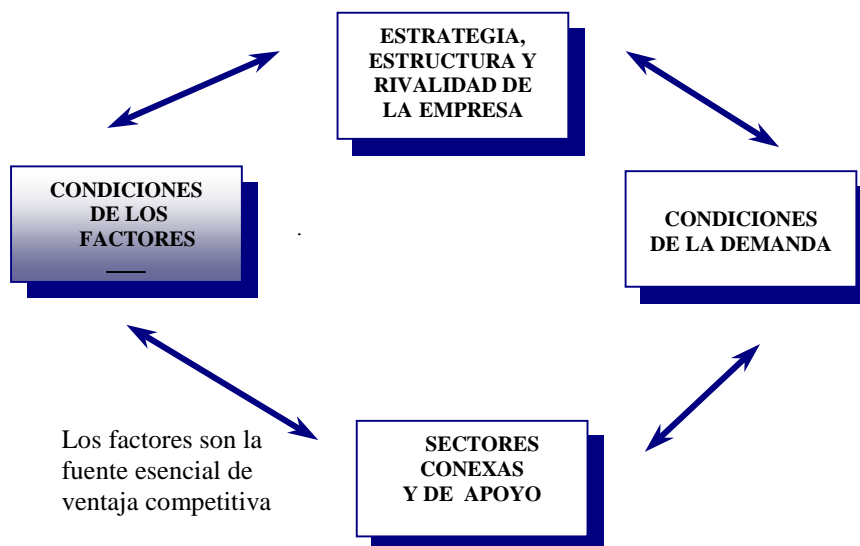 ESTRATEGIA,
ESTRUCTURA Y
RIVALIDAD DE
LA EMPRESA
CONDICIONES
DE LOS
FACTORES
CONDICIONES
DE LA DEMANDA
Los factores son la
fuente esencial de
ventaja competitiva
SECTORES
CONEXAS
Y DE APOYO